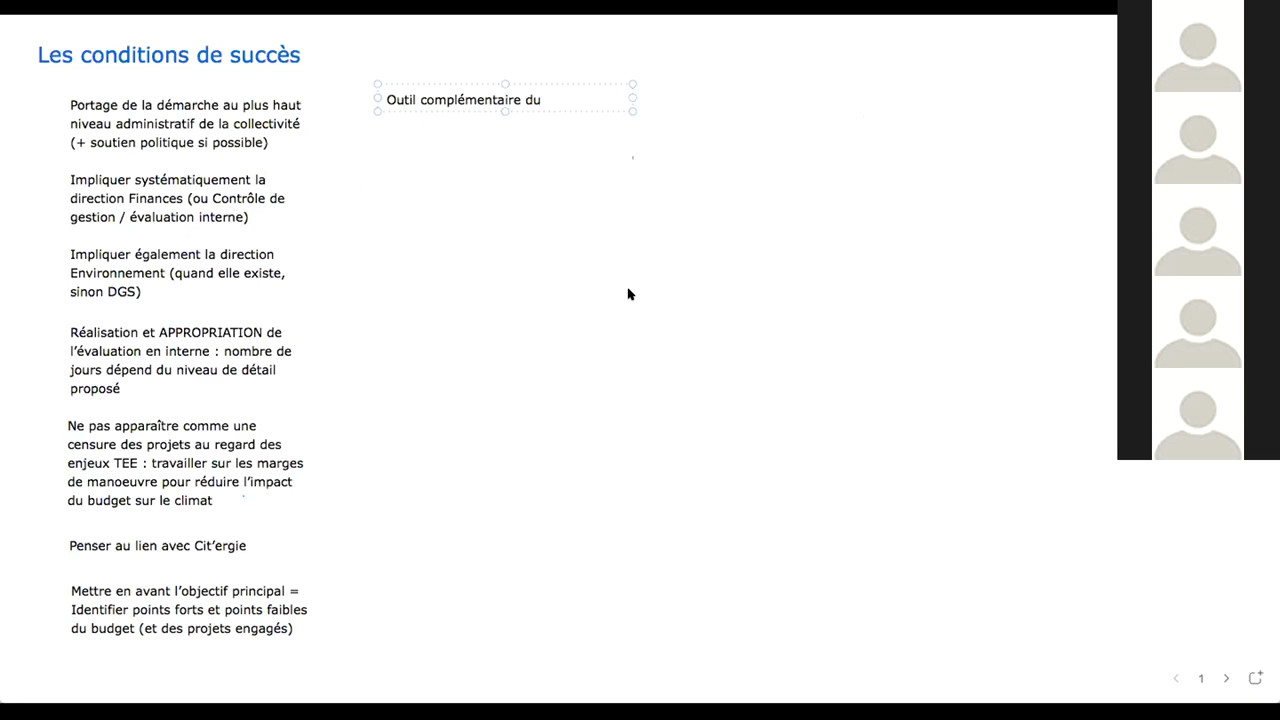 Les conditions de succès
Portage de la démarche au plus haut
niveau administratif de la collectivité
(+ soutien politique si possible)
Impliquer systématiquement la
direction Finances (ou Contrôle de
gestion / évaluation interne)
Impliquer également la direction
Environnement (quand elle existe,
sinon DGS)
Réalisation et APPROPRIATION de
l’évaluation en interne : nombre de
jours dépend du niveau de détail
proposé
Ne pas apparaître comme une
censure des projets au regard des
enjeux TEE : travailler sur les marges
de manoeuvre pour réduire l’impact
du budget sur le climat
Penser au lien avec Cit’ergie
Mettre en avant l’objectif principal =
Identifier points forts et points faibles
du budget (et des projets engagés)
Outil complémentaire du
1